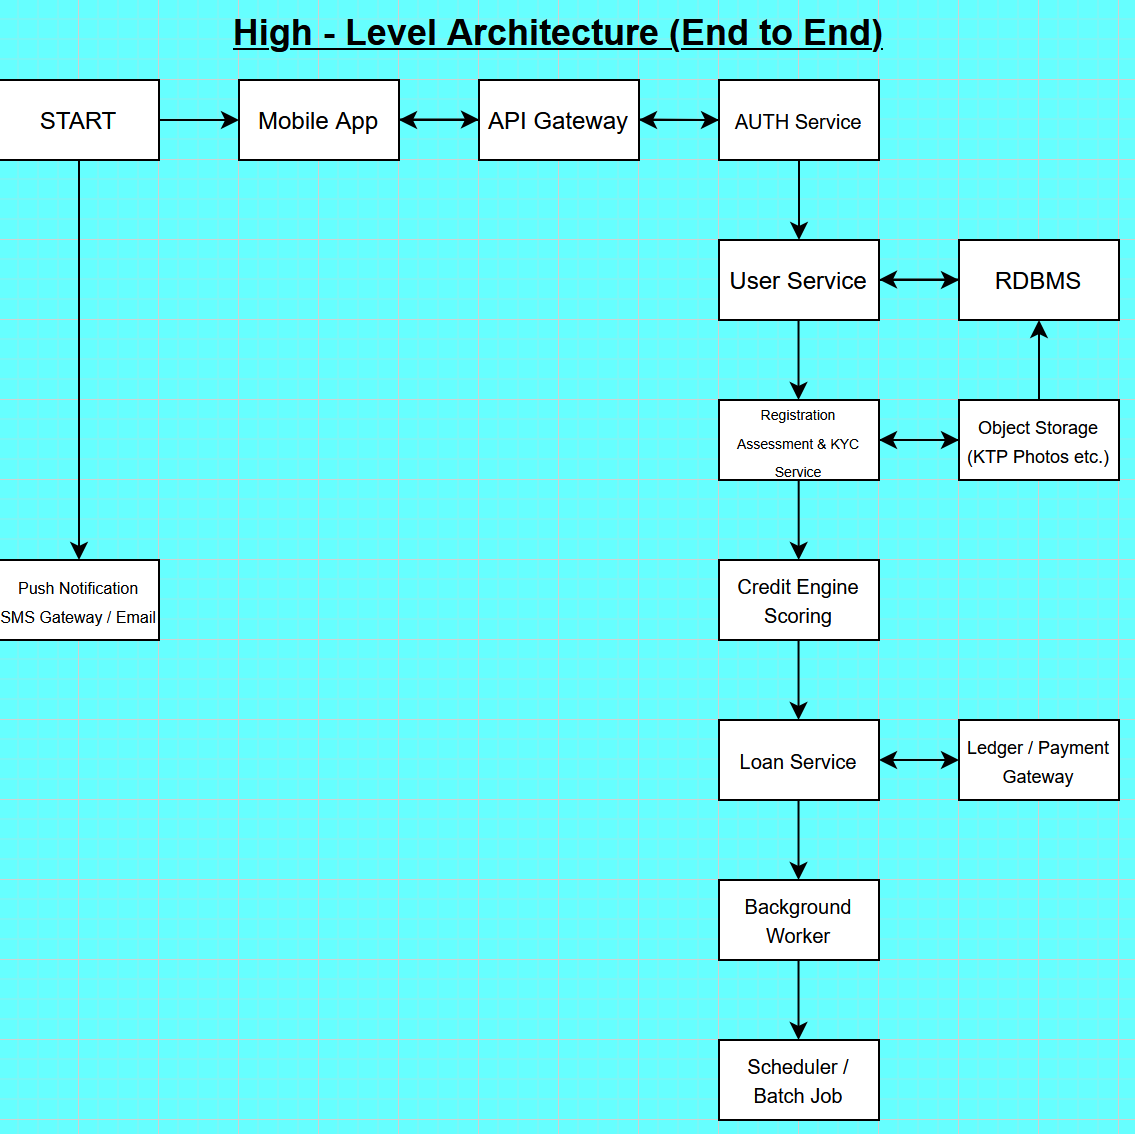 High - Level Architecture (End to End)
START
Mobile App
API Gateway
AUTH Service
User Service
RDBMS
Registration
Assessment & KYC
Service
Object Storage
(KTP Photos etc.)
Push Notification
SMS Gateway / Email
Credit Engine
Scoring
Loan Service
Ledger / Payment
Gateway
Background
Worker
Scheduler /
Batch Job